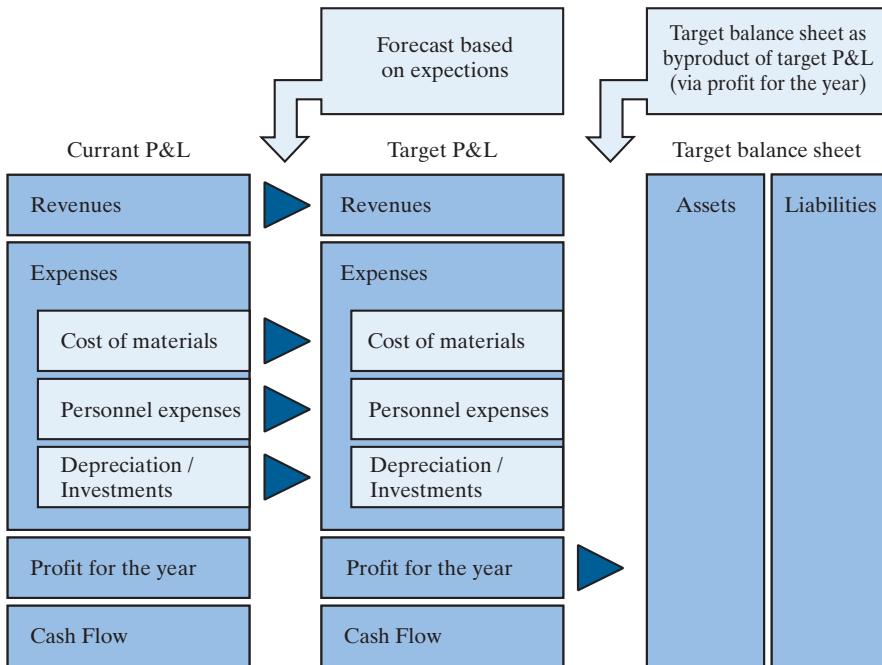 Forecast based
on expections
Target balance sheet as
byproduct of target P&L
(via profit for the year)
Currant P&L
Target P&L
Target balance sheet
Revenues
Revenues
Assets
Liabilities
Expenses
Expenses
Cost of materials
Cost of materials
Personnel expenses
Personnel expenses
Depreciation /
Investments
Depreciation /
Investments
Profit for the year
Profit for the year
Cash Flow
Cash Flow